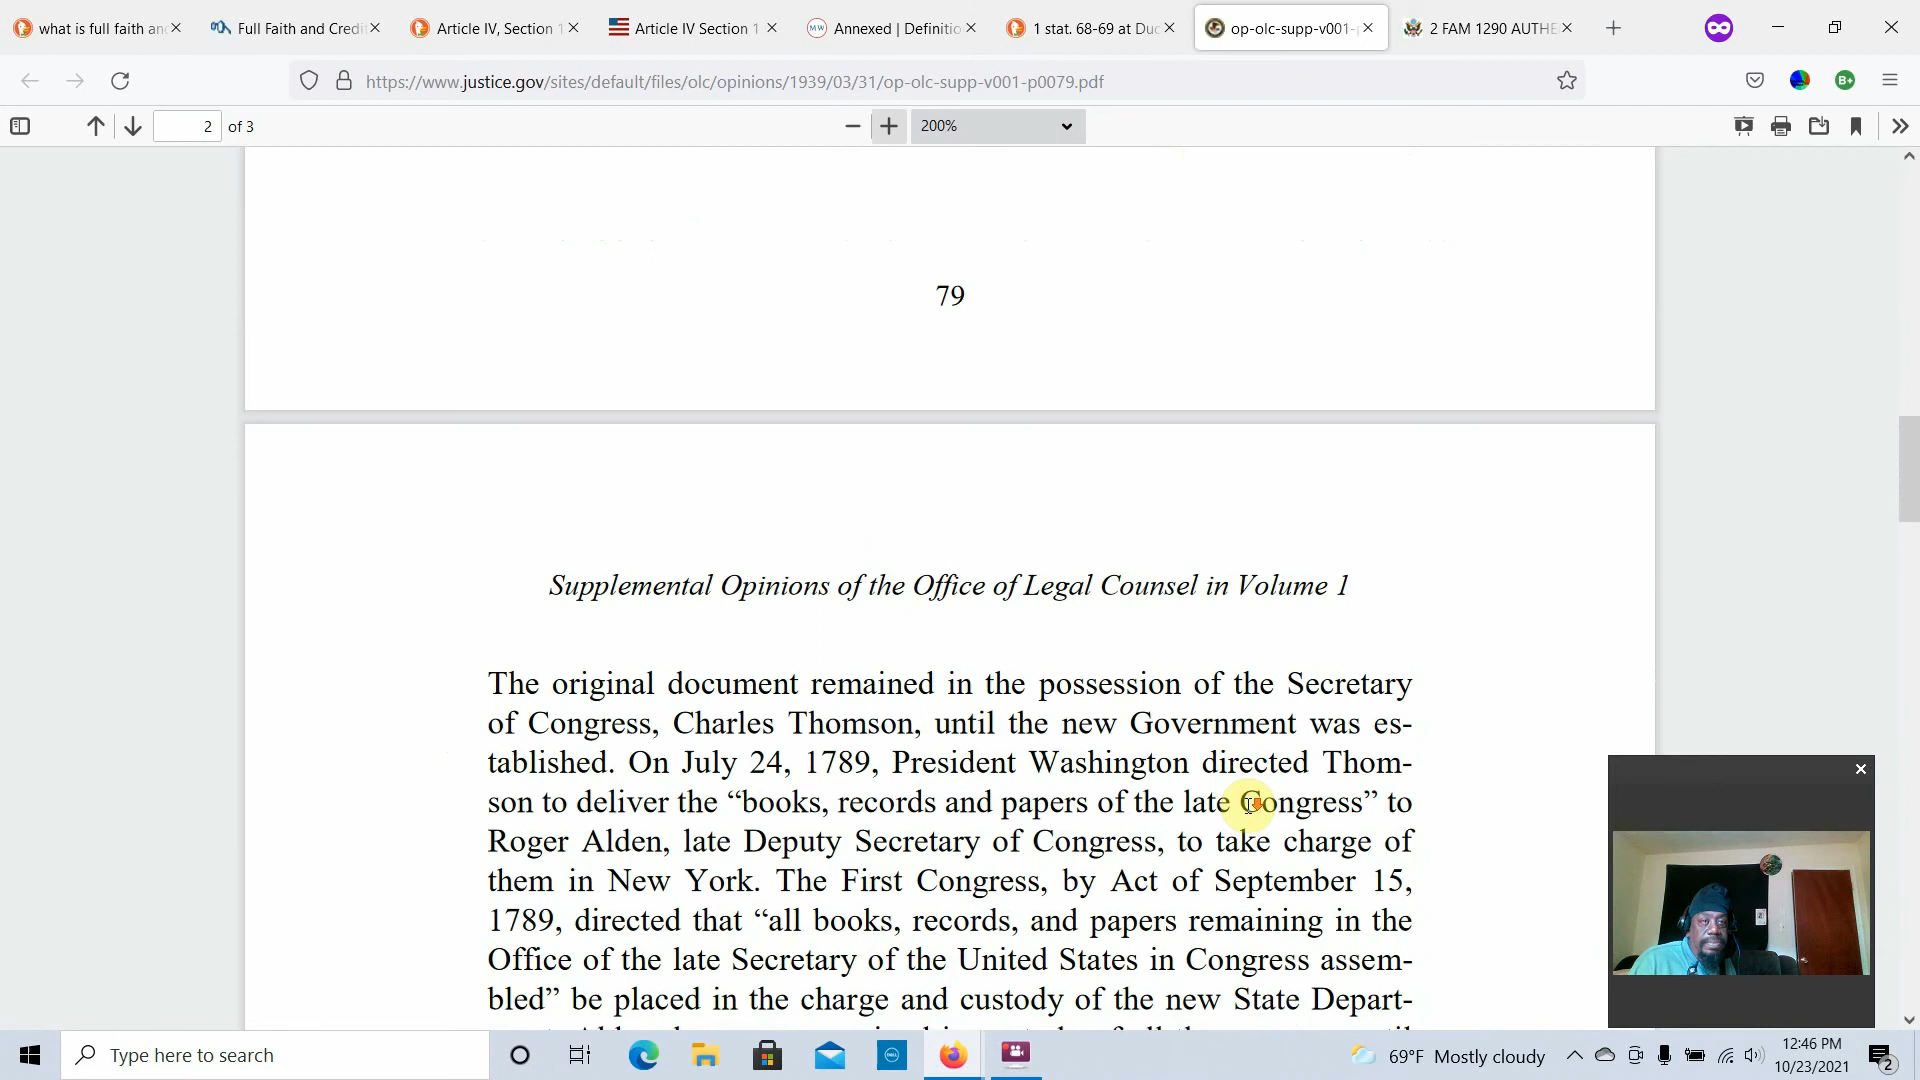 what is full faith an
Full Faith and Credi
Article IV, Section 1
Article IV Section 1
MW
Annexed | Definitio
1 stat. 68-69 at Duc
op-olc-supp-v001-
2 FAM 1290 AUTHE
https://www.justice.gov/sites/default/files/olc/opinions/1939/03/31/op-olc-supp-v001-p0079.pdf
B+
2 of 3
200%
79
Supplemental Opinions of the Office of Legal Counsel in Volume 1
The original document remained in the possession of the Secretary
of Congress, Charles Thomson, until the new Government was es-
tablished. On July 24, 1789, President Washington directed Thom-
son to deliver the “books, records and papers of the late Congress” to
Roger Alden, late Deputy Secretary of Congress, to take charge of
them in New York. The First Congress, by Act of September 15,
1789, directed that “all books, records, and papers remaining in the
Office of the late Secretary of the United States in Congress assem-
bled” be placed in the charge and custody of the new State Depart-
Type here to search
DELL
69°F Mostly cloudy
12:46 PM
10/23/2021
2